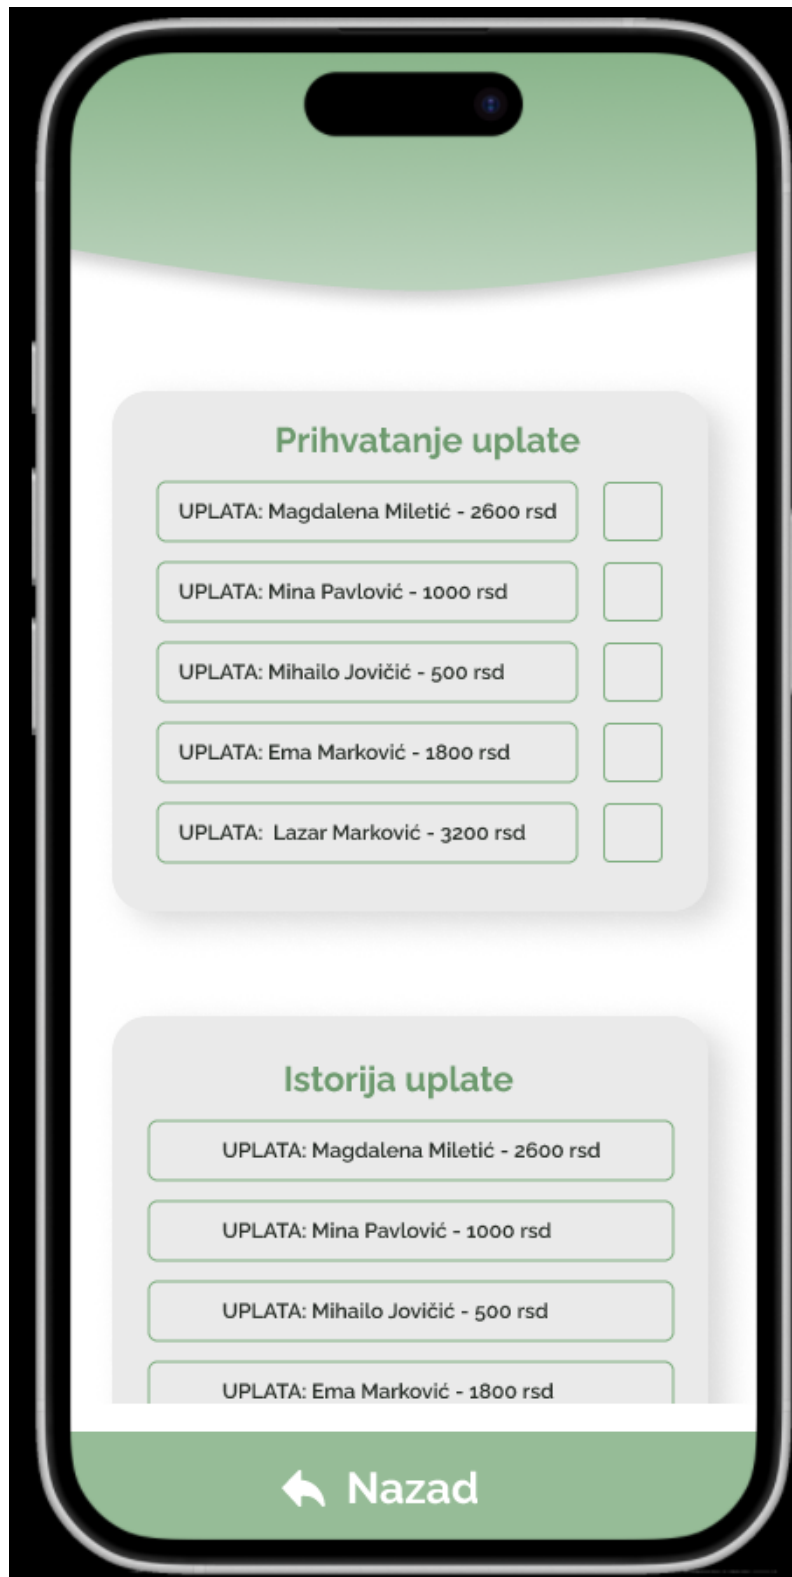 Prihvatanje uplate
UPLATA: Magdalena Miletić - 2600 rsd
UPLATA: Mina Pavlović - 1000 rsd
UPLATA: Mihailo Jovičić - 500 rsd
UPLATA: Ema Marković - 1800 rsd
UPLATA: Lazar Marković - 3200 rsd
Istorija uplate
UPLATA: Magdalena Miletić - 2600 rsd
UPLATA: Mina Pavlović - 1000 rsd
UPLATA: Mihailo Jovičić - 500 rsd
UPLATA: Ema Marković - 1800 rsd
Nazad